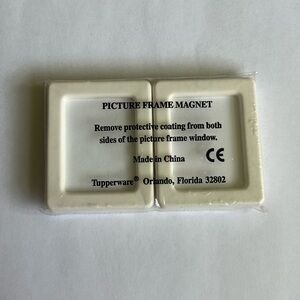 PICTURE FRAME MAGNET
Remove protective coating from both
sides of the picture frame window.
Made in China CE
Tupperware® Orlando, Florida 32802